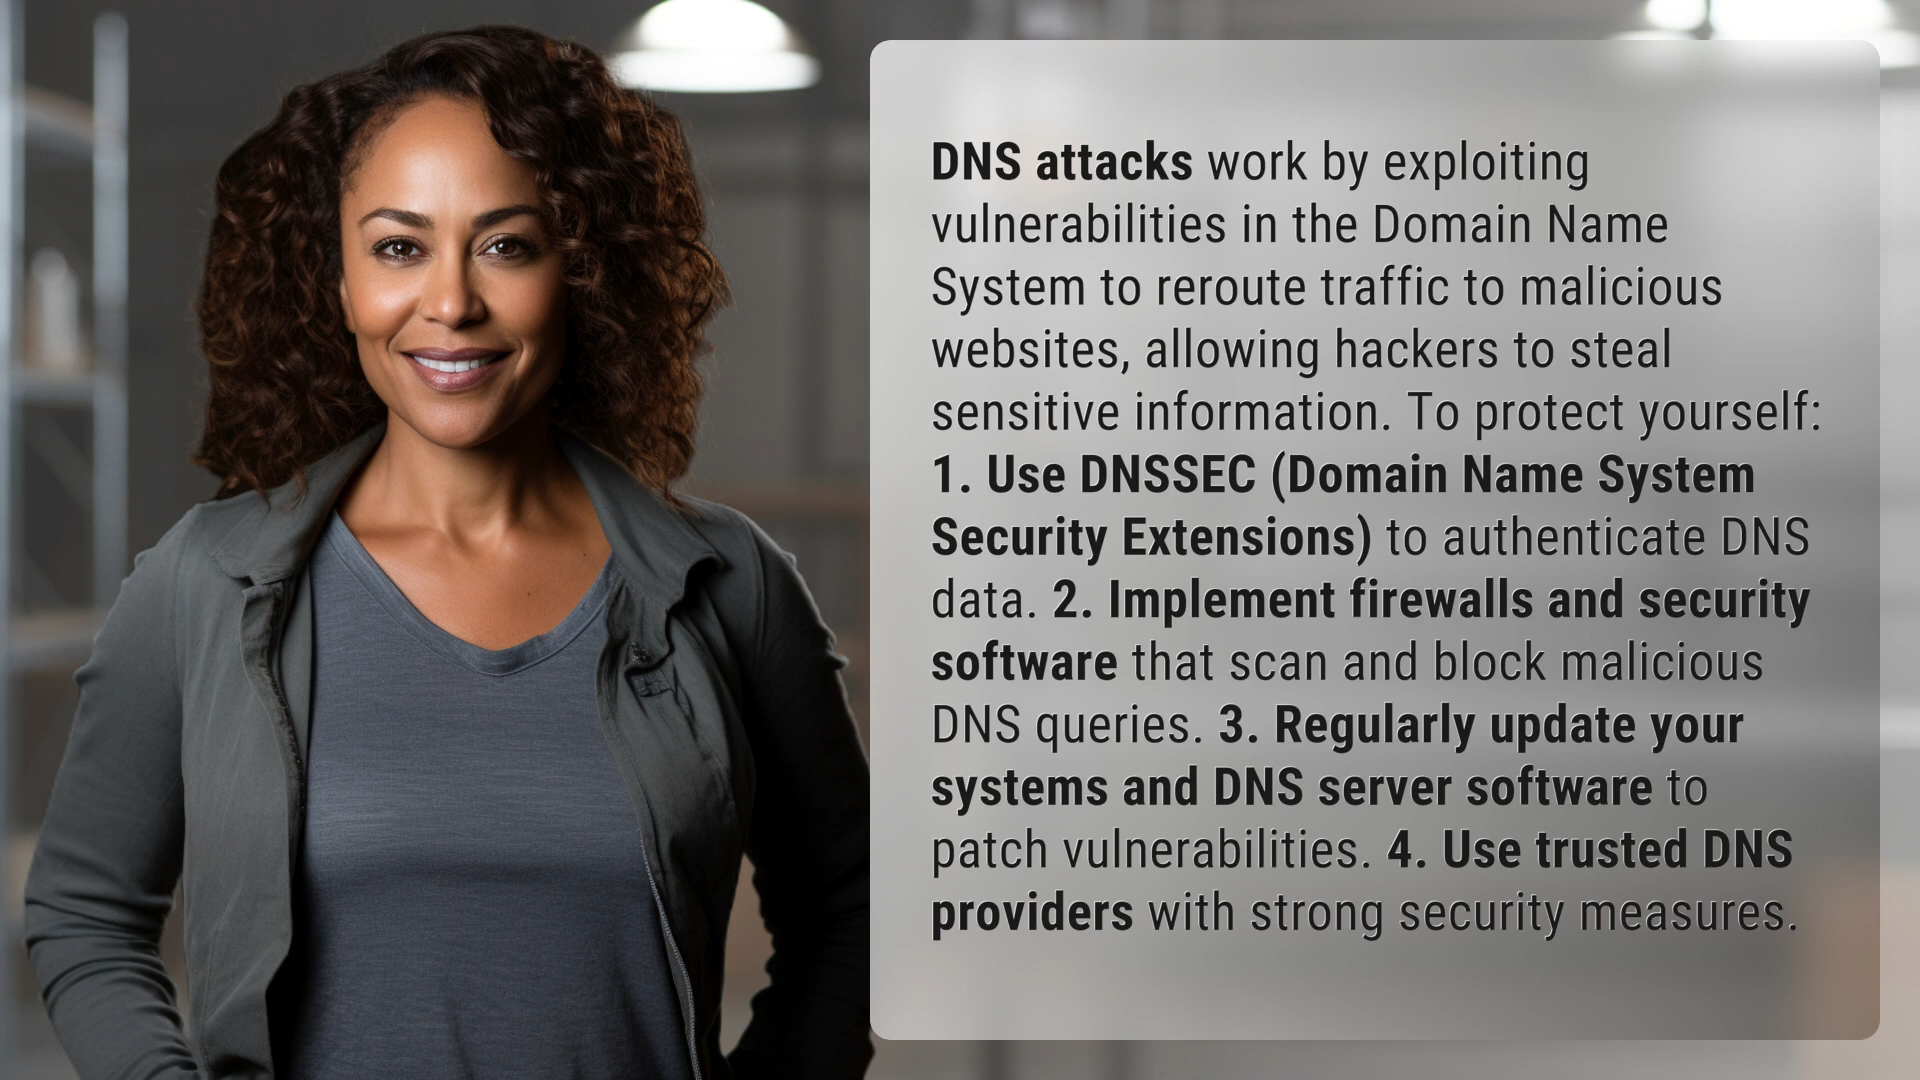 DNS attacks work by exploiting
vulnerabilities in the Domain Name
System to reroute traffic to malicious
websites, allowing hackers to steal
sensitive information. To protect yourself:
1. Use DNSSEC (Domain Name System
Security Extensions) to authenticate DNS
data. 2. Implement firewalls and security
software that scan and block malicious
DNS queries. 3. Regularly update your
systems and DNS server software to
patch vulnerabilities. 4. Use trusted DNS
providers with strong security measures.